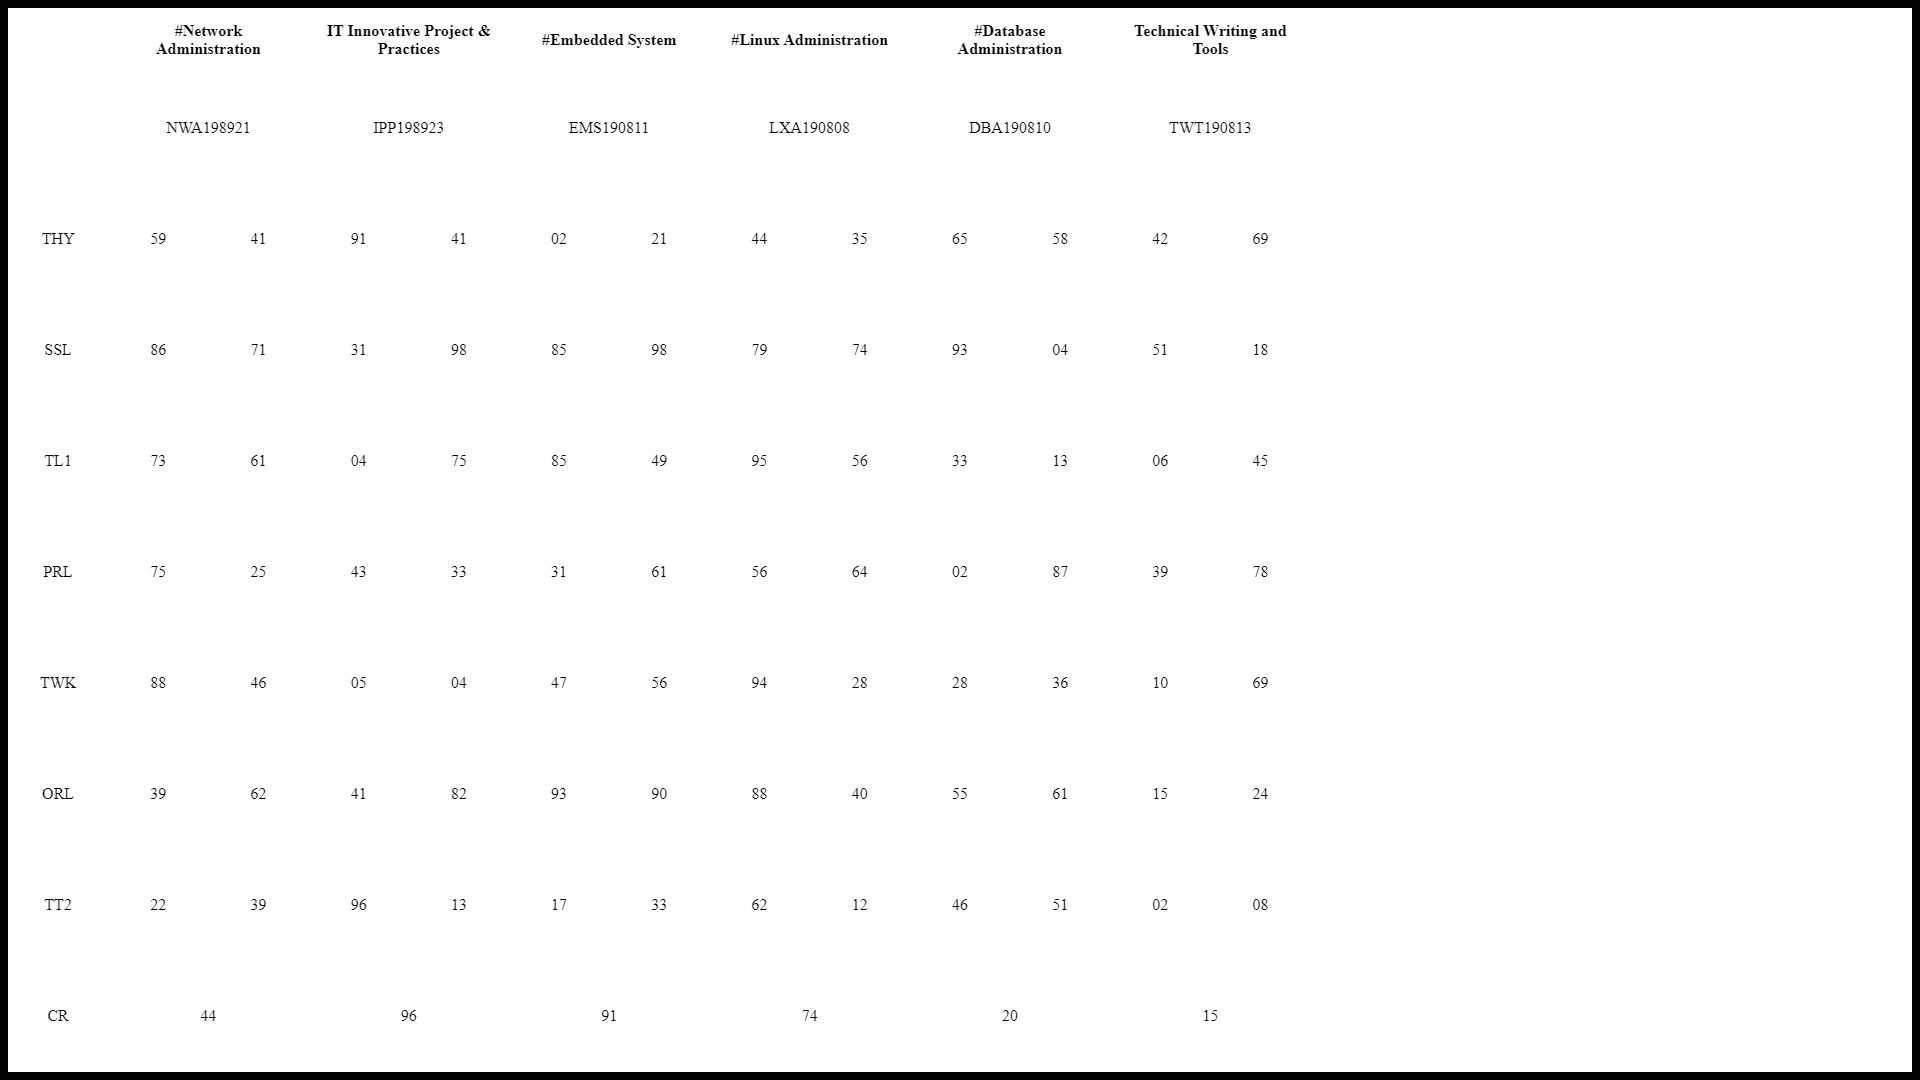 #Network Administration IT Innovative Project & Practices #Embedded System #Linux Administration #Database Administration Technical Writing and Tools
NWA198921 IPP198923 EMS190811 LXA190808 DBA190810 TWT190813
THY 59 41 91 41 02 21 44 35 65 58 42 69
SSL 86 71 31 98 85 98 79 74 93 04 51 18
TL1 73 61 04 75 85 49 95 56 33 13 06 45
PRL 75 25 43 33 31 61 56 64 02 87 39 78
TWK 88 46 05 04 47 56 94 28 28 36 10 69
ORL 39 62 41 82 93 90 88 40 55 61 15 24
TT2 22 39 96 13 17 33 62 12 46 51 02 08
CR 44 96 91 74 20 15